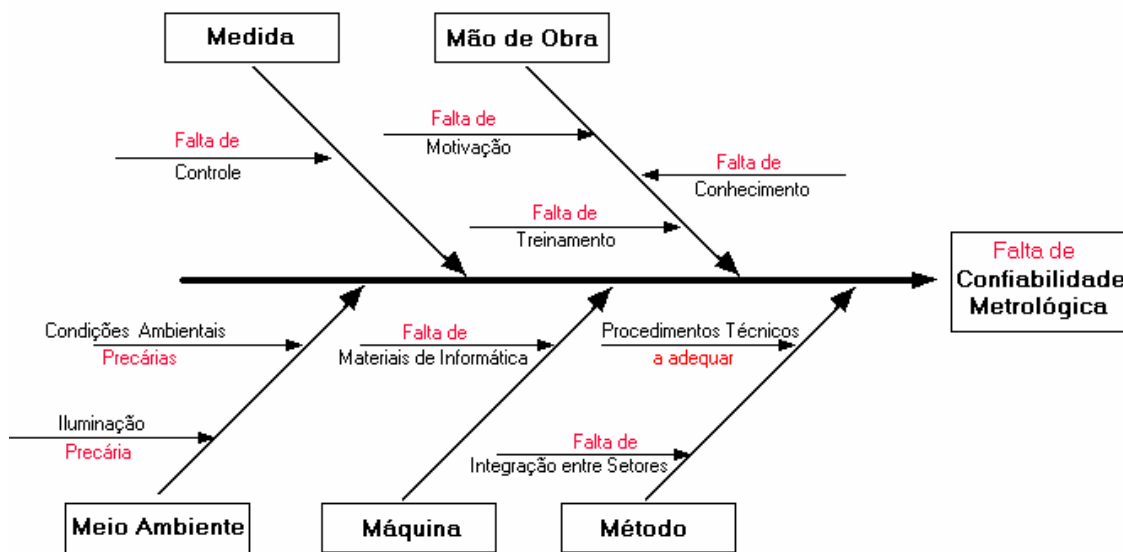 Medida
Mão de Obra
Falta de
Controle
Falta de
Motivação
Falta de
Conhecimento
Falta de
Treinamento
Falta de
Confiabilidade
Metrológica
Condições Ambientais
Precárias
Falta de
Materiais de Informática
Procedimentos Técnicos
a adequar
Iluminação
Precária
Falta de
Integração entre Setores
Meio Ambiente
Máquina
Método